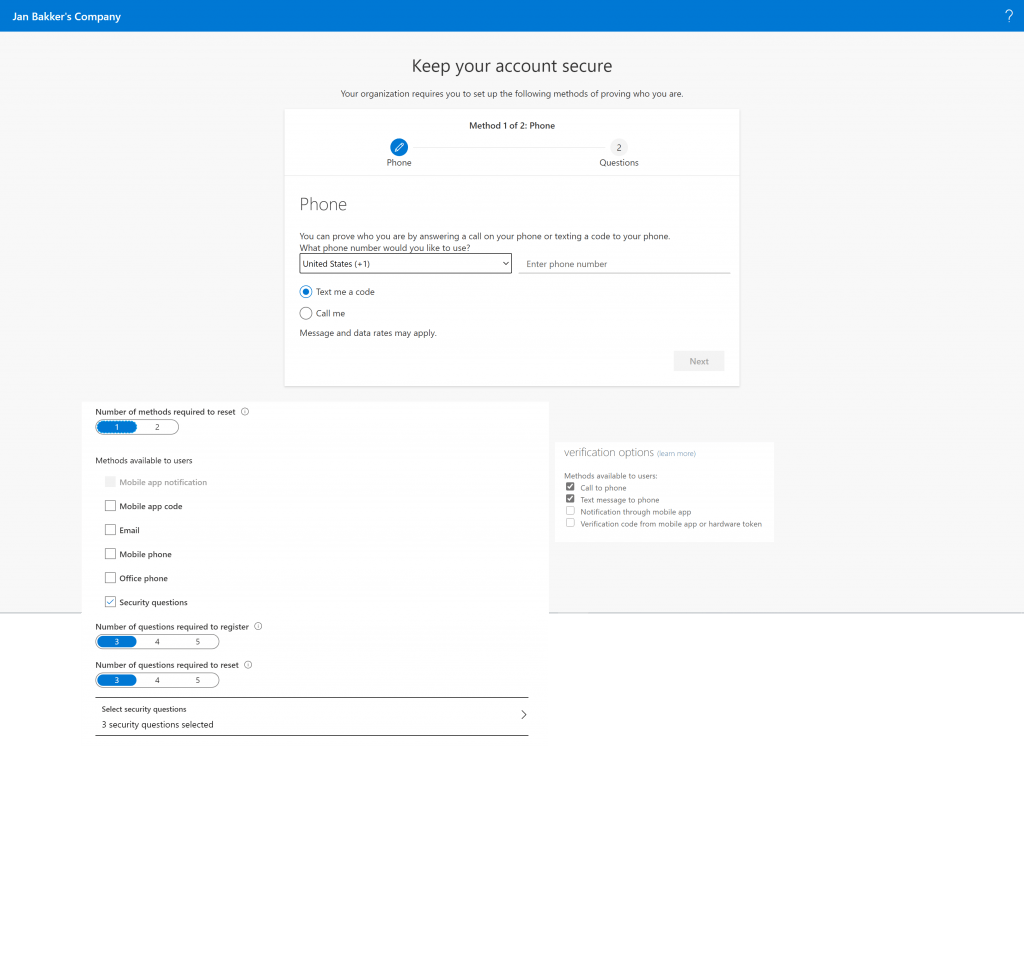 Jan Bakker's Company
?
Keep your account secure
Your organization requires you to set up the following methods of proving who you are.
Method 1 of 2: Phone
2
Phone Questions
Phone
You can prove who you are by answering a call on your phone or texting a code to your phone.
What phone number would you like to use?
United States (+1) Enter phone number
Text me a code
Call me
Message and data rates may apply.
Next
Number of methods required to reset
1 2
Methods available to users
Mobile app notification
Mobile app code
Email
Mobile phone
Office phone
Security questions
Number of questions required to register
3 4 5
Number of questions required to reset
3 4 5
Select security questions
3 security questions selected
verification options (learn more)
Methods available to users:
Call to phone
Text message to phone
Notification through mobile app
Verification code from mobile app or hardware token